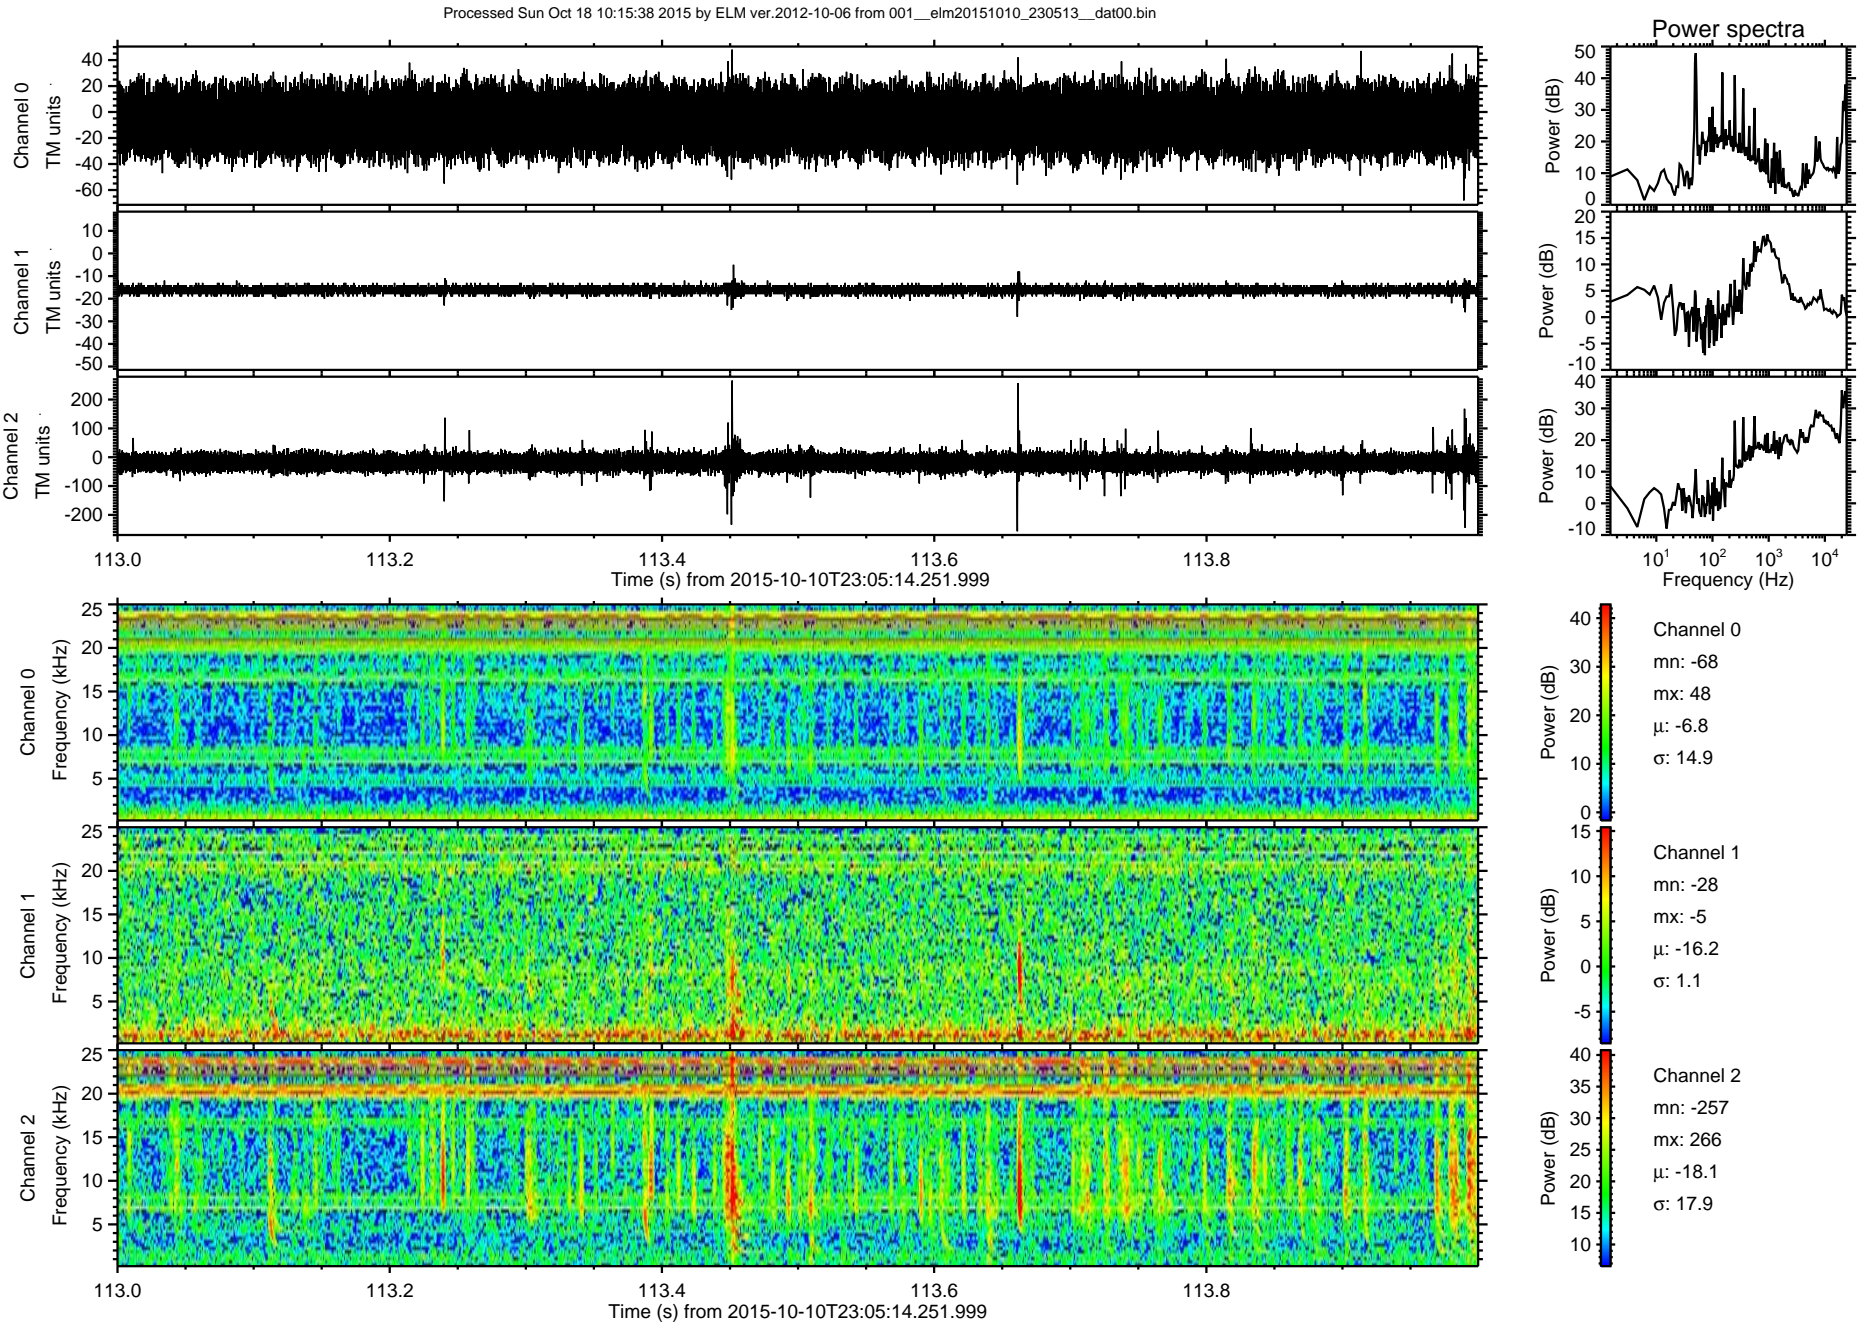 Processed Sun Oct 18 10:15:38 2015 by ELM ver.2012-10-06 from 001__elm20151010_230513__dat00.bin
Power spectra
Channel 0
TM units
40
20
0
-20
-40
-60
Power (dB)
50
40
30
20
10
0
Channel 1
TM units
10
0
-10
-20
-30
-40
-50
Power (dB)
20
15
10
5
0
-5
-10
Channel 2
TM units
200
100
0
-100
-200
Power (dB)
40
30
20
10
0
-10
113.0 113.2 113.4 113.6 113.8
Time (s) from 2015-10-10T23:05:14.251.999
10^1 10^2 10^3 10^4
Frequency (Hz)
Channel 0
Frequency (kHz)
25
20
15
10
5
Power (dB)
40
30
20
10
0
Channel 0
mn: -68
mx: 48
μ: -6.8
σ: 14.9
Channel 1
Frequency (kHz)
25
20
15
10
5
Power (dB)
15
10
5
0
-5
Channel 1
mn: -28
mx: -5
μ: -16.2
σ: 1.1
Channel 2
Frequency (kHz)
25
20
15
10
5
Power (dB)
40
35
30
25
20
15
10
Channel 2
mn: -257
mx: 266
μ: -18.1
σ: 17.9
113.0 113.2 113.4 113.6 113.8
Time (s) from 2015-10-10T23:05:14.251.999